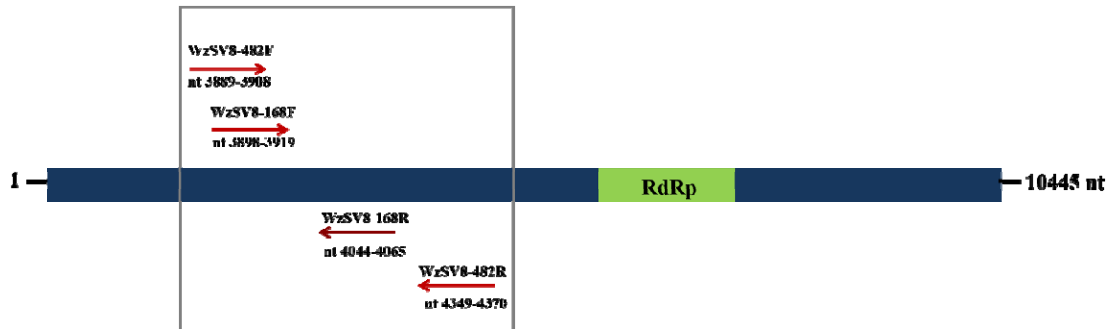 WzSV8-482F
nt 3889-3908
WzSV8-168F
nt 3898-3919
1
RdRp
10445 nt
WzSV8 168R
nt 4044-4065
WzSV8-482R
nt 4349-4370